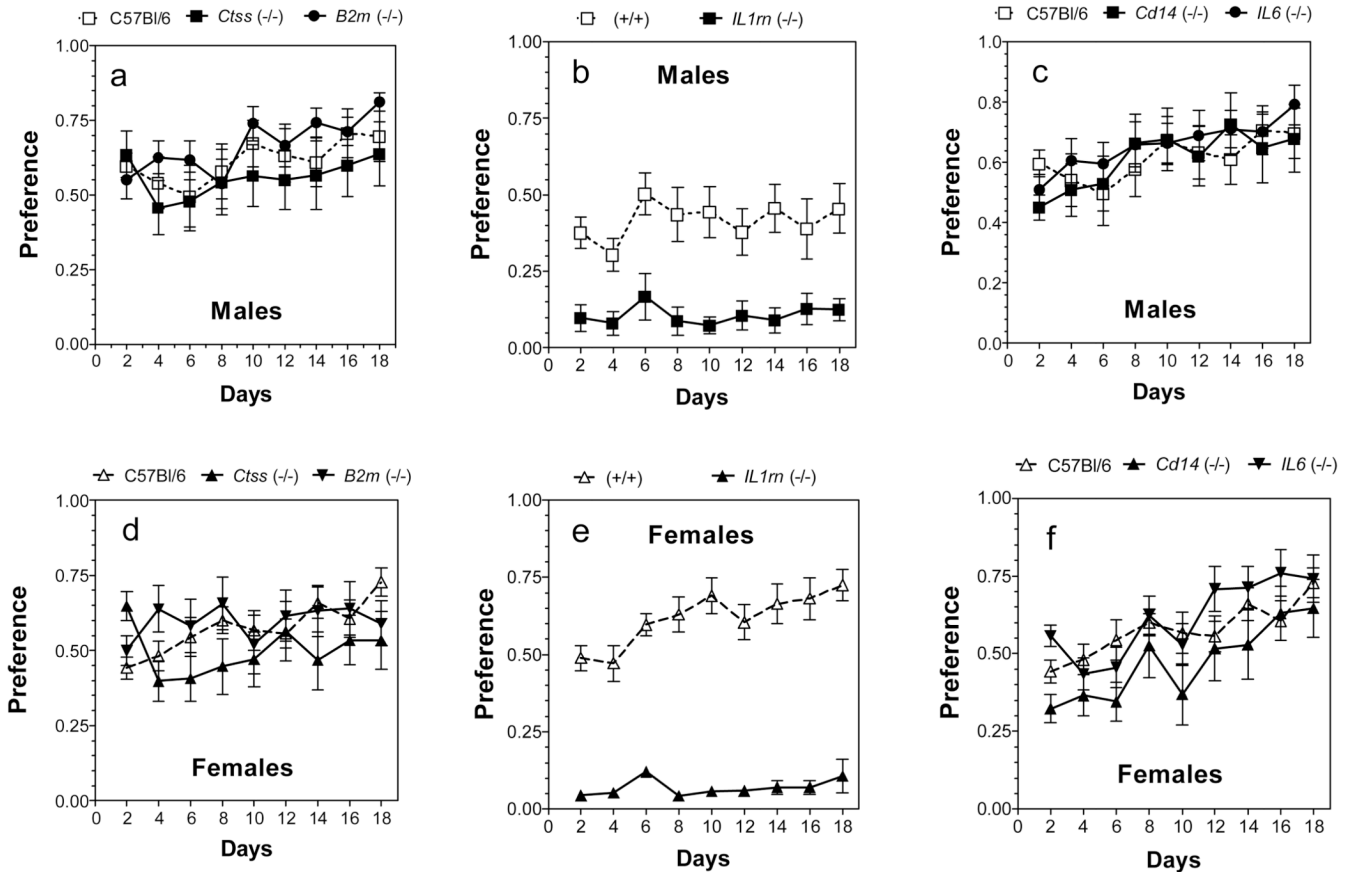 C57Bl/6 Ctss (-/-) B2m (-/-)
a
Preference
1.00
0.75
0.50
0.25
0.00
Males
0 2 4 6 8 10 12 14 16 18
Days
(+/+) IL1rn (-/-)
b
Males
Preference
1.00
0.75
0.50
0.25
0.00
0 2 4 6 8 10 12 14 16 18
Days
C57Bl/6 Cd14 (-/-) IL6 (-/-)
c
Preference
1.0
0.8
0.6
0.4
0.2
0.0
Males
0 2 4 6 8 10 12 14 16 18
Days
C57Bl/6 Ctss (-/-) B2m (-/-)
d
Preference
1.00
0.75
0.50
0.25
0.00
Females
0 2 4 6 8 10 12 14 16 18
Days
(+/+) IL1rn (-/-)
e
Females
Preference
1.00
0.75
0.50
0.25
0.00
0 2 4 6 8 10 12 14 16 18
Days
C57Bl/6 Cd14 (-/-) IL6 (-/-)
f
Preference
1.00
0.75
0.50
0.25
0.00
Females
0 2 4 6 8 10 12 14 16 18
Days